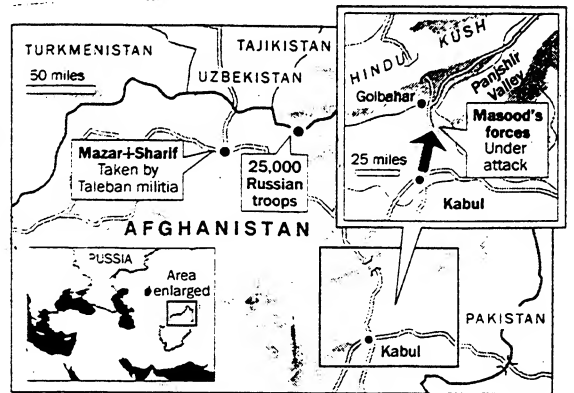 TURKMENISTAN
TAJIKISTAN
UZBEKISTAN
50 miles
Mazar+Sharif
Taken by
Taleban militia
25,000
Russian
troops
AFGHANISTAN
RUSSIA
Area
enlarged
PAKISTAN
Kabul
HINDU KUSH
Panjshir
Valley
Golbahar
Masood's
forces
Under
attack
25 miles
Kabul